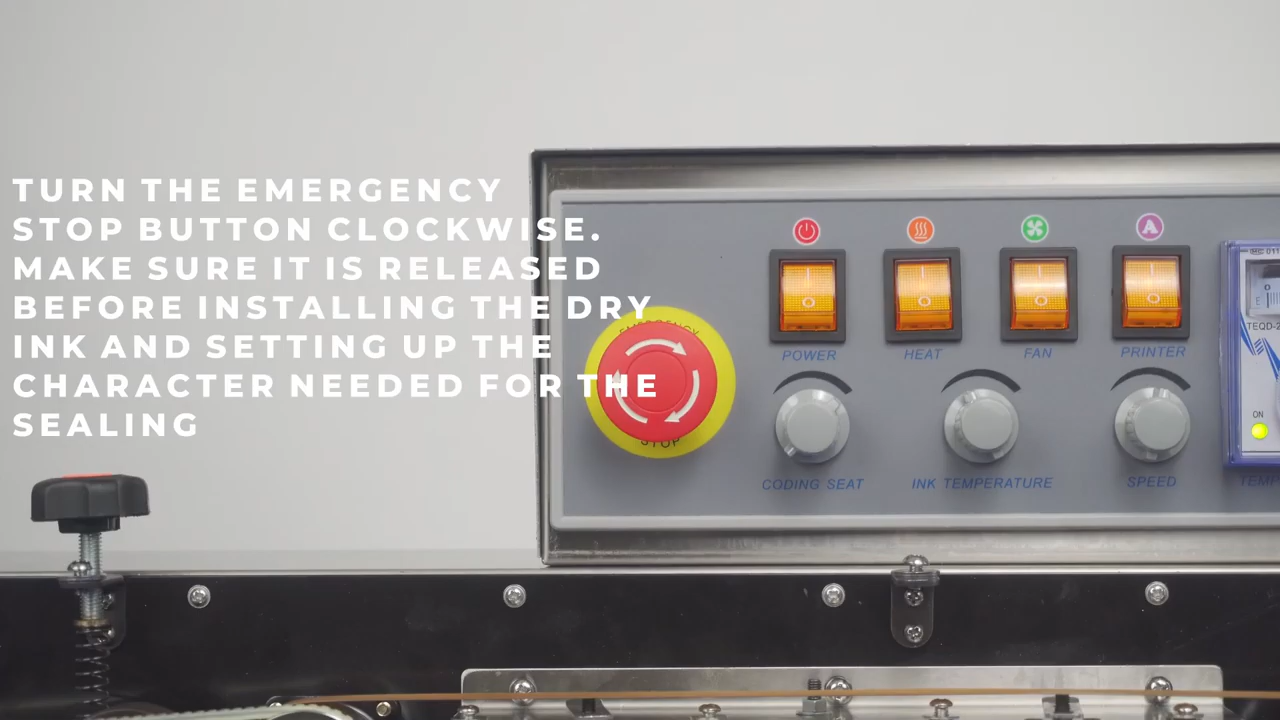 TURN THE EMERGENCY
STOP BUTTON CLOCKWISE.
MAKE SURE IT IS RELEASED
BEFORE INSTALLING THE DRY
INK AND SETTING UP THE
CHARACTER NEEDED FOR THE
SEALING
EMERGENCY
STOP
A
POWER
HEAT
FAN
PRINTER
CODING SEAT
INK TEMPERATURE
SPEED
ON